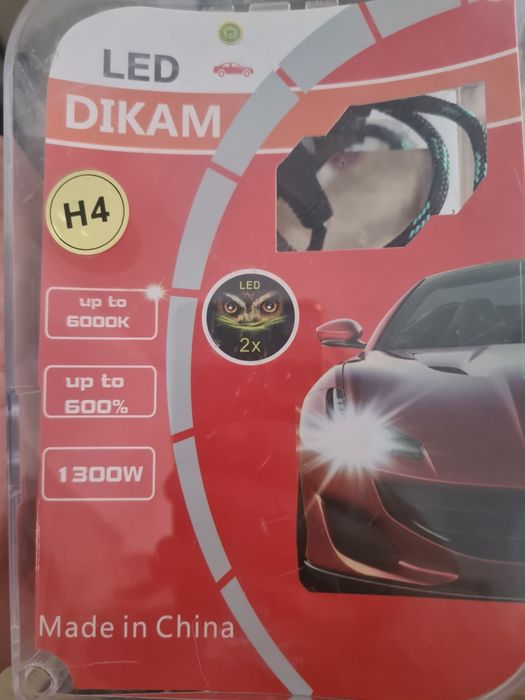 LED
DIKAM
H4
up to
6000K
LED
2x
up to
600%
1300W
Made in China